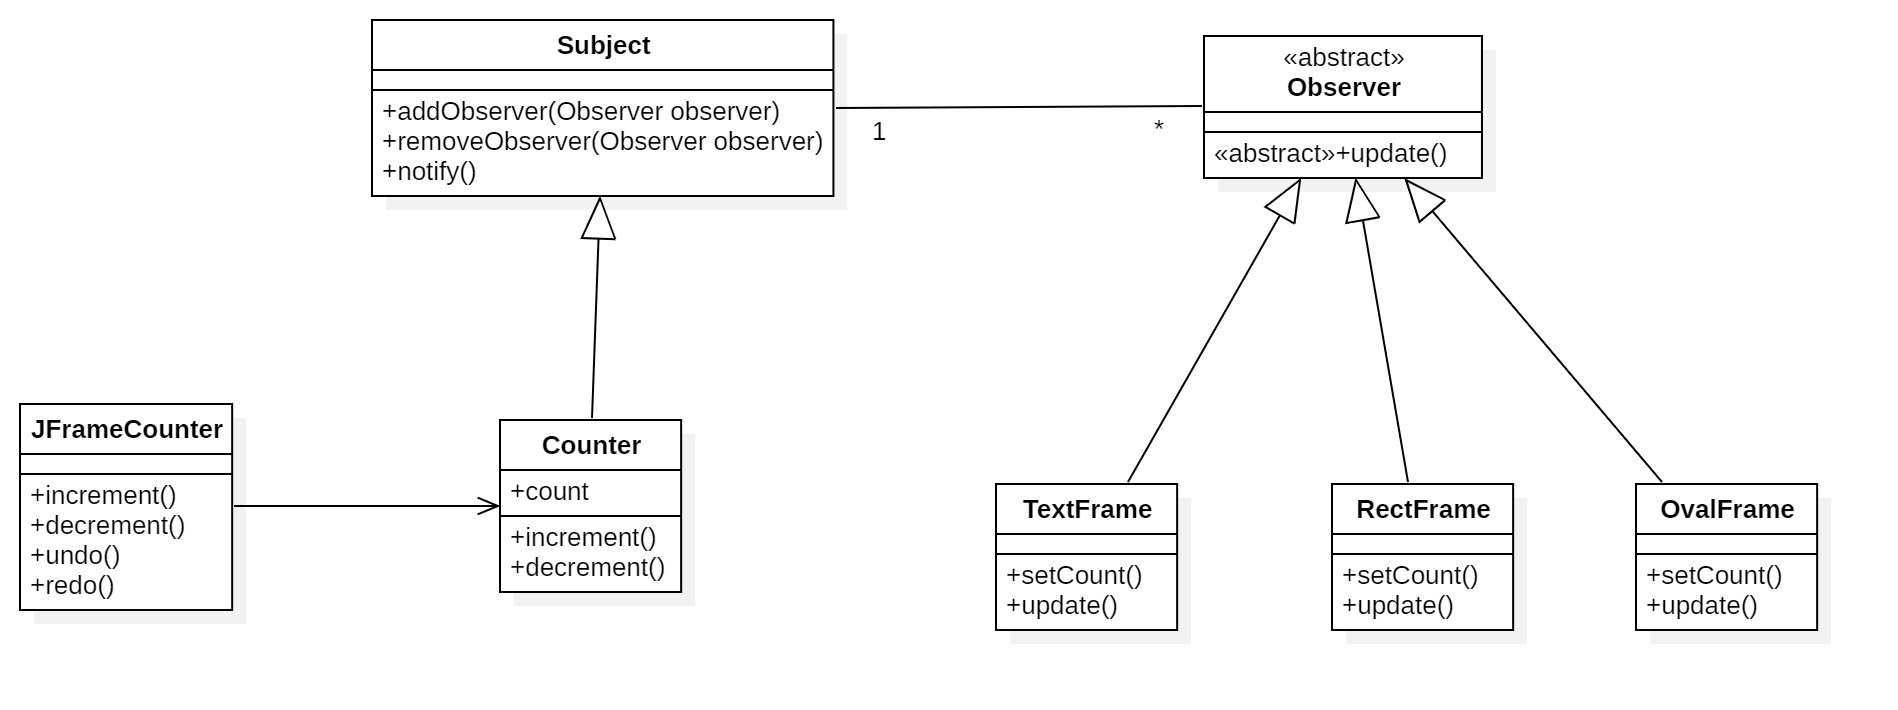 Subject
+addObserver(Observer observer)
+removeObserver(Observer observer)
+notify()
1
*
«abstract»
Observer
«abstract»+update()
JFrameCounter
+increment()
+decrement()
+undo()
+redo()
Counter
+count
+increment()
+decrement()
TextFrame
+setCount()
+update()
RectFrame
+setCount()
+update()
OvalFrame
+setCount()
+update()